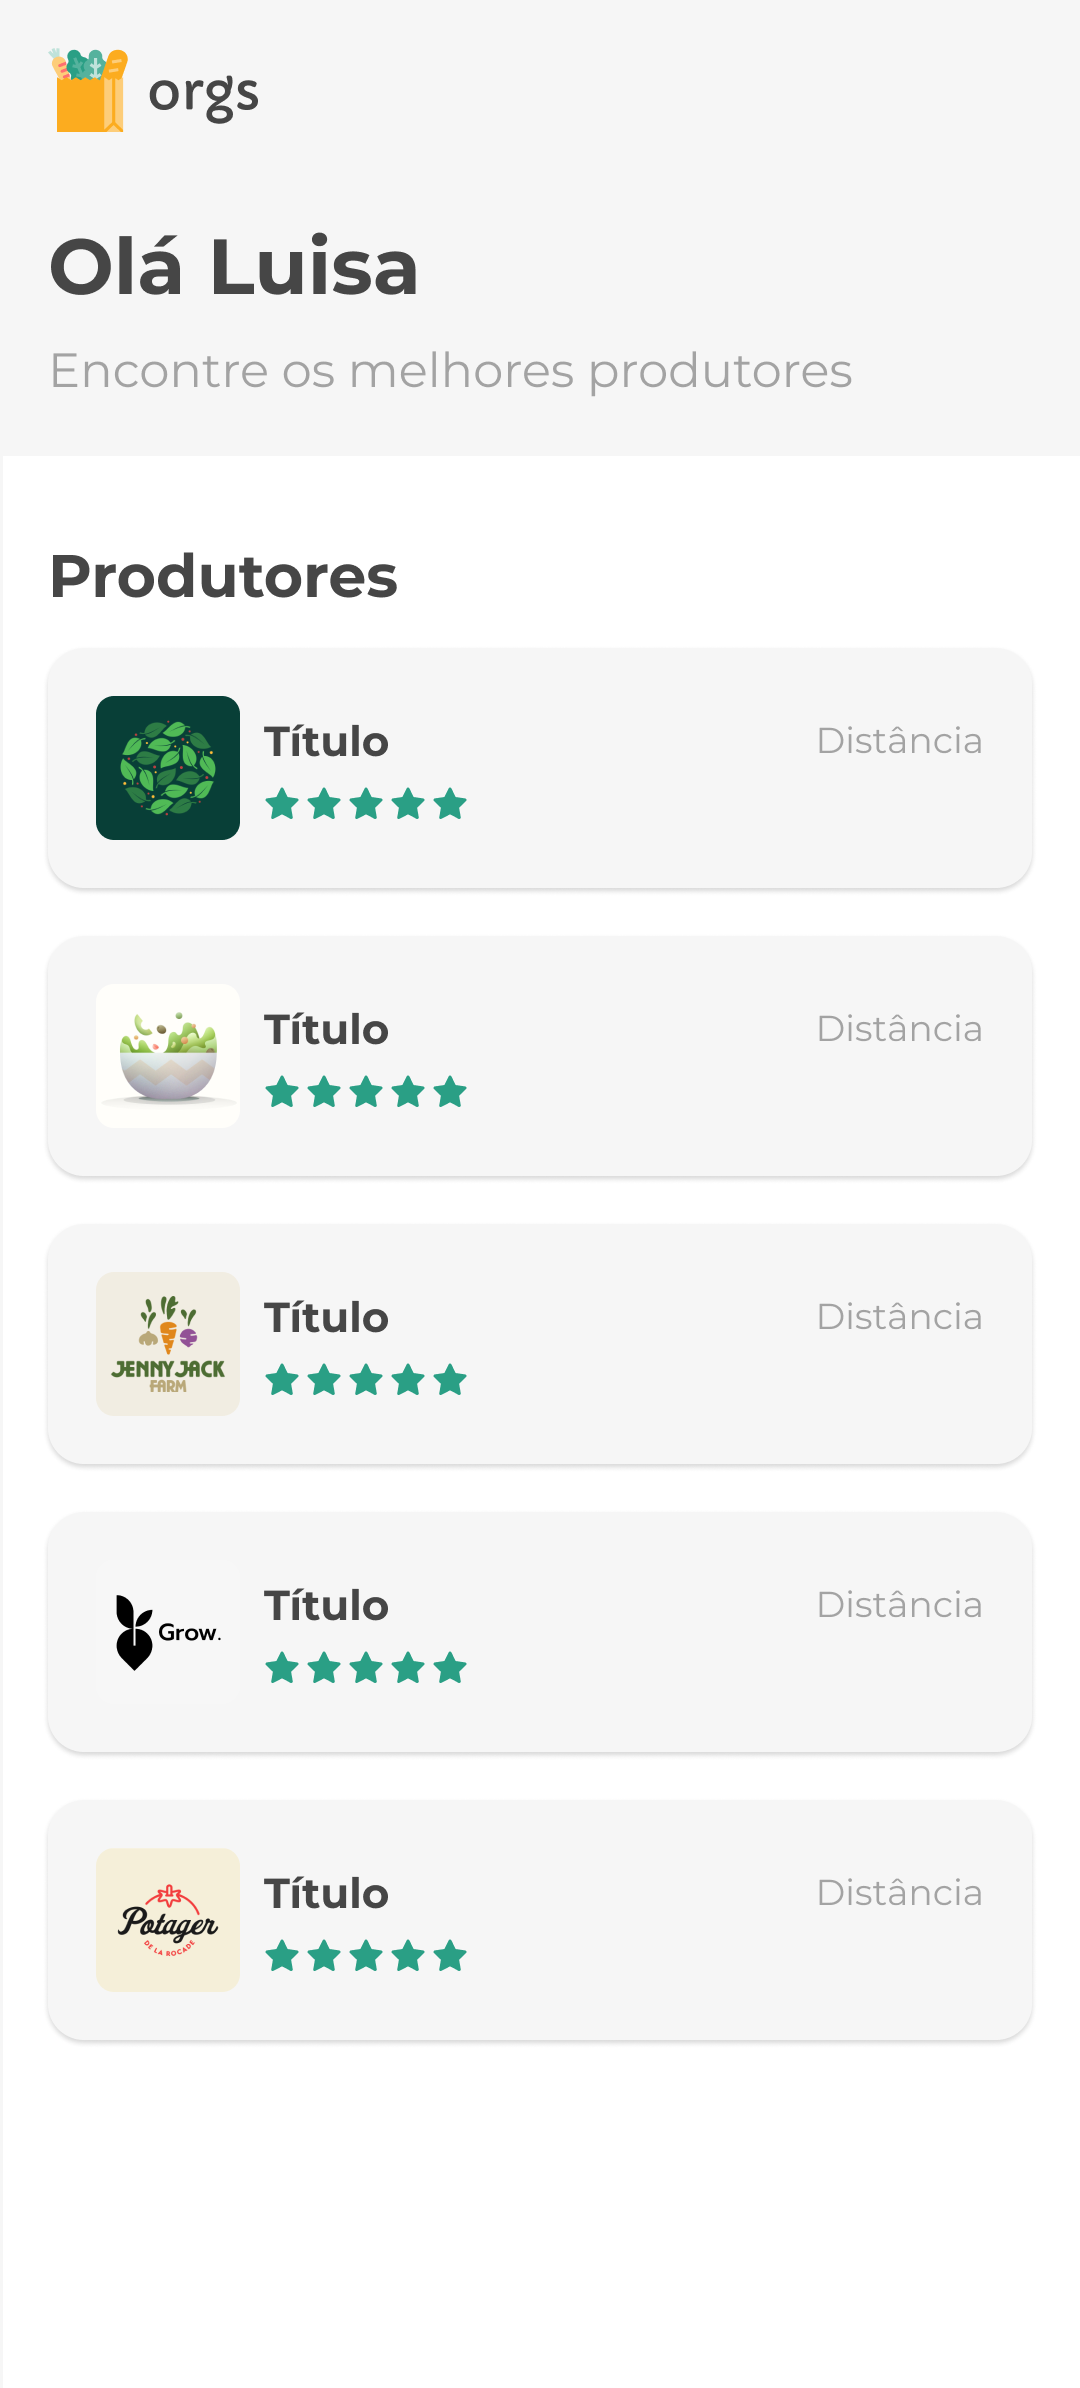 orgs
Olá Luisa
Encontre os melhores produtores
Produtores
Título
Distância
Título
Distância
JENNY JACK
FARM
Título
Distância
Grow.
Título
Distância
Potager
DE LA ROCADE
Título
Distância